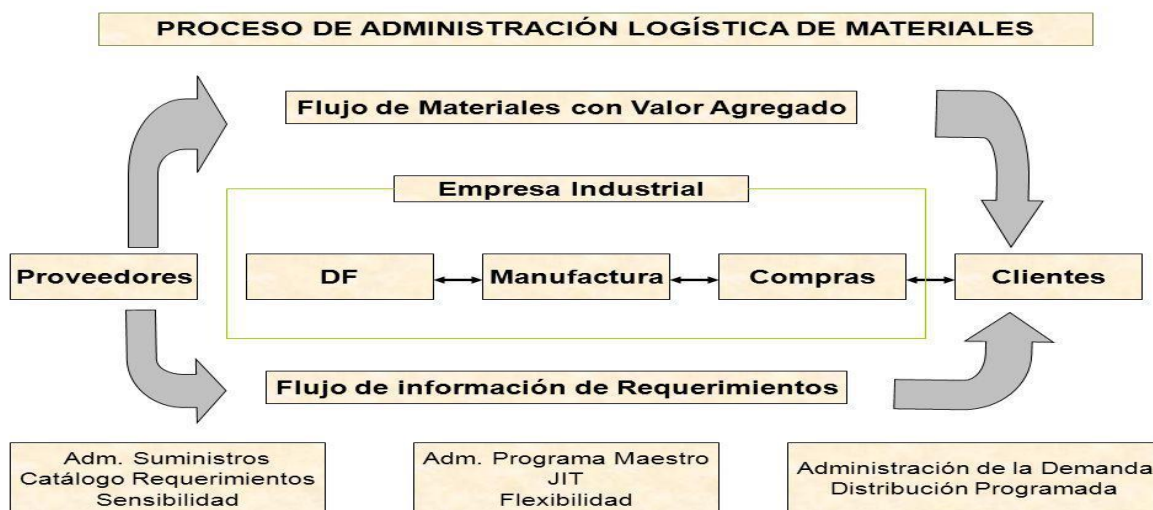 PROCESO DE ADMINISTRACIÓN LOGÍSTICA DE MATERIALES
Flujo de Materiales con Valor Agregado
Empresa Industrial
Proveedores
DF
Manufactura
Compras
Clientes
Flujo de información de Requerimientos
Adm. Suministros
Catálogo Requerimientos
Sensibilidad
Adm. Programa Maestro
JIT
Flexibilidad
Administración de la Demanda
Distribución Programada